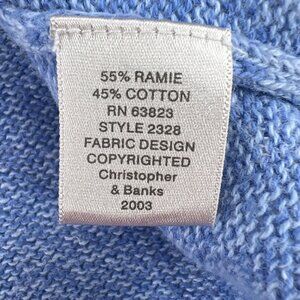 55% RAMIE
45% COTTON
RN 63823
STYLE 2328
FABRIC DESIGN
COPYRIGHTED
Christopher
& Banks
2003